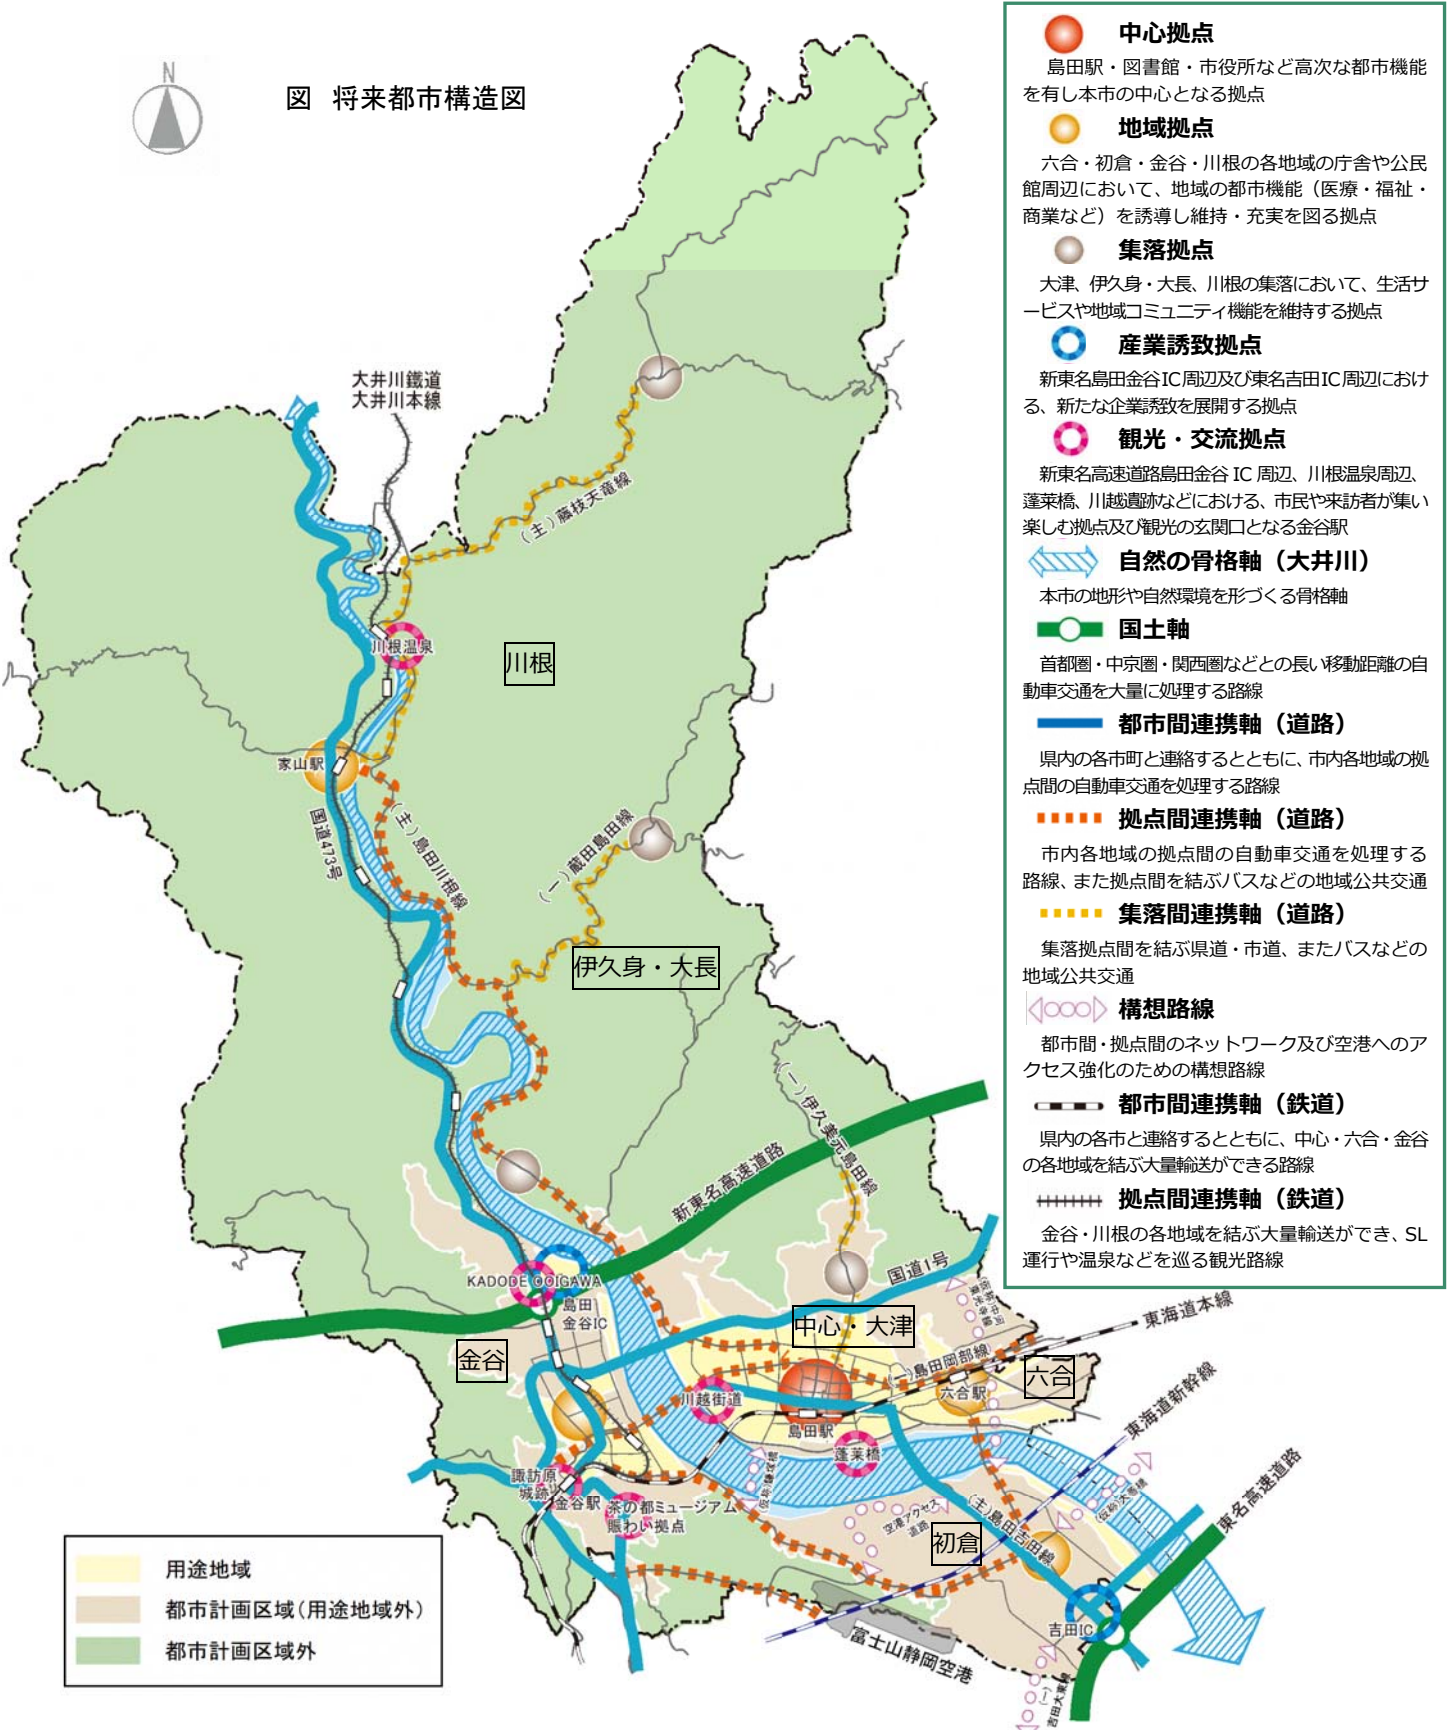 図 将来都市構造図
N
中心拠点
島田駅・図書館・市役所など高次な都市機能
を有し本市の中心となる拠点
地域拠点
六合・初倉・金谷・川根の各地域の庁舎や公民
館周辺において、地域の都市機能（医療・福祉・
商業など）を誘導し維持・充実を図る拠点
集落拠点
大津、伊久身・大長、川根の集落において、生活サ
ービスや地域コミュニティ機能を維持する拠点
産業誘致拠点
新東名島田金谷IC周辺及び東名吉田IC周辺におけ
る、新たな企業誘致を展開する拠点
観光・交流拠点
新東名高速道路島田金谷 IC 周辺、川根温泉周辺、
蓬莱橋、川越遺跡などにおける、市民や来訪者が集い
楽しむ拠点及び観光の玄関口となる金谷駅
自然の骨格軸（大井川）
本市の地形や自然環境を形づくる骨格軸
国土軸
首都圏・中京圏・関西圏などとの長い移動距離の自
動車交通を大量に処理する路線
都市間連携軸（道路）
県内の各市町と連絡するとともに、市内各地域の拠
点間の自動車交通を処理する路線
拠点間連携軸（道路）
市内各地域の拠点間の自動車交通を処理する
路線、また拠点間を結ぶバスなどの地域公共交通
集落間連携軸（道路）
集落拠点間を結ぶ県道・市道、またバスなどの
地域公共交通
構想路線
都市間・拠点間のネットワーク及び空港へのア
クセス強化のための構想路線
都市間連携軸（鉄道）
県内の各市と連絡するとともに、中心・六合・金谷
の各地域を結ぶ大量輸送ができる路線
拠点間連携軸（鉄道）
金谷・川根の各地域を結ぶ大量輸送ができ、SL
運行や温泉などを巡る観光路線
大井川鐵道
大井川本線
（主）藤枝天竜線
川根温泉
川根
家山駅
国道473号
（主）島田川根線
（一）蔵田島田線
伊久身・大長
（一）伊久美元島田線
新東名高速道路
国道1号
KADODE OOIGAWA
島田
金谷IC
中心・大津
金谷
東海道本線
（一）島田岡部線
六合
六合駅
川越街道
島田駅
蓬莱橋
東海道新幹線
東名高速道路
諏訪原
城跡
金谷駅
茶の都ミュージアム
賑わい拠点
空港アクセス
道路
（主）島田吉田線
初倉
吉田IC
富士山静岡空港
（一）
吉田大東線
用途地域
都市計画区域（用途地域外）
都市計画区域外